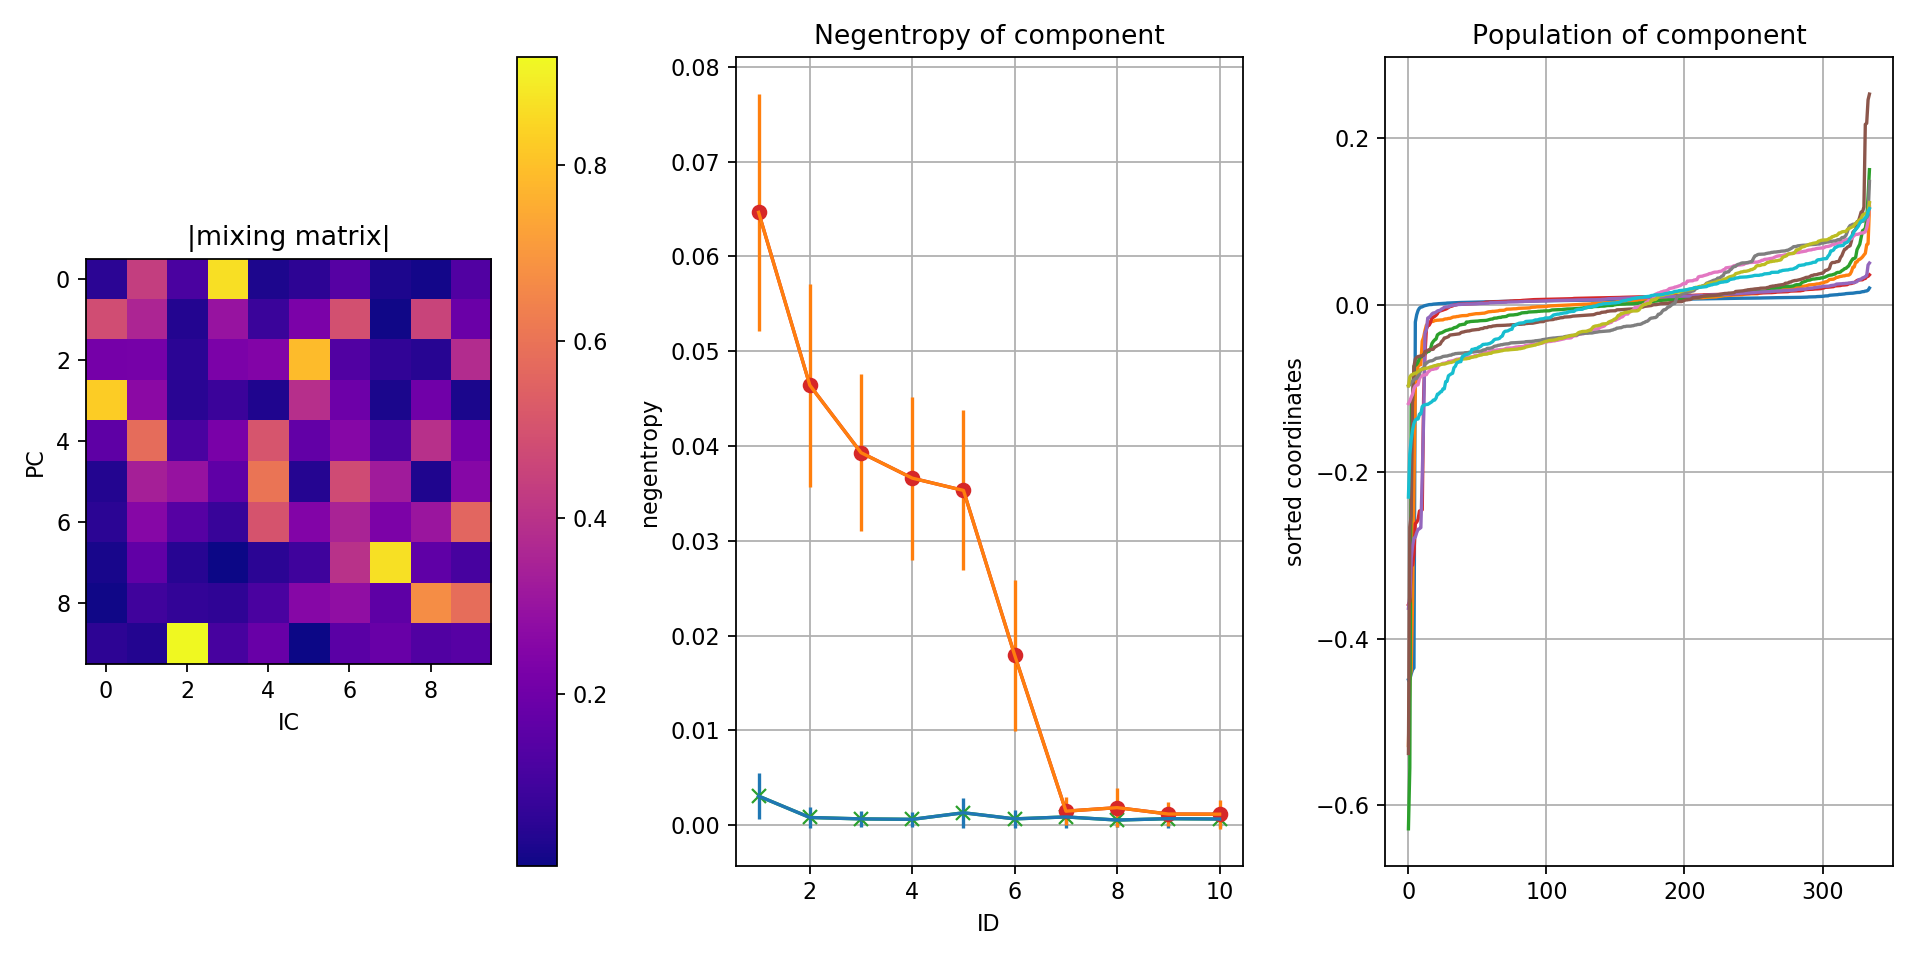 |mixing matrix|
0
2
4
6
8
PC
0 2 4 6 8
IC
0.8
0.6
0.4
0.2
Negentropy of component
0.08
0.07
0.06
0.05
0.04
0.03
0.02
0.01
0.00
negentropy
2 4 6 8 10
ID
Population of component
0.2
0.0
−0.2
−0.4
−0.6
sorted coordinates
0 100 200 300